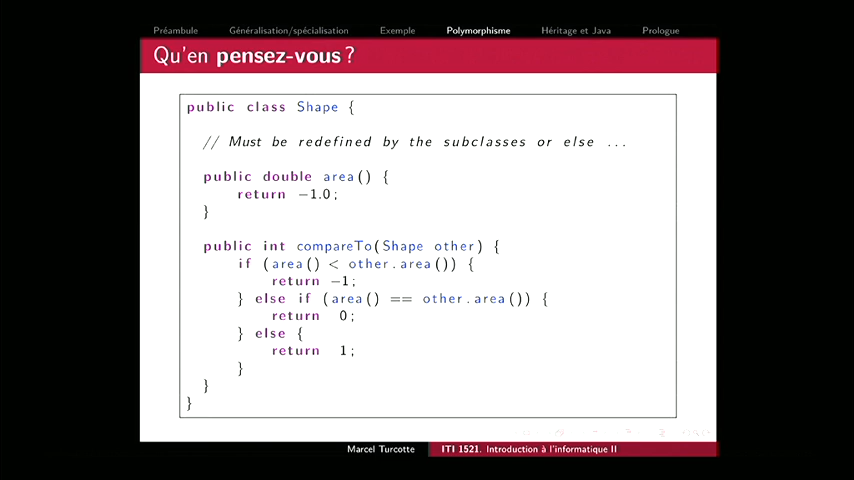 Préambule Généralisation/spécialisation Exemple Polymorphisme Héritage et Java Prologue
Qu'en pensez-vous ?
public class Shape {
// Must be redefined by the subclasses or else ...
public double area() {
return −1.0;
}
public int compareTo(Shape other) {
if (area() < other.area()) {
return −1;
} else if (area() == other.area()) {
return 0;
} else {
return 1;
}
}
}
Marcel Turcotte ITI 1521. Introduction à l'informatique II